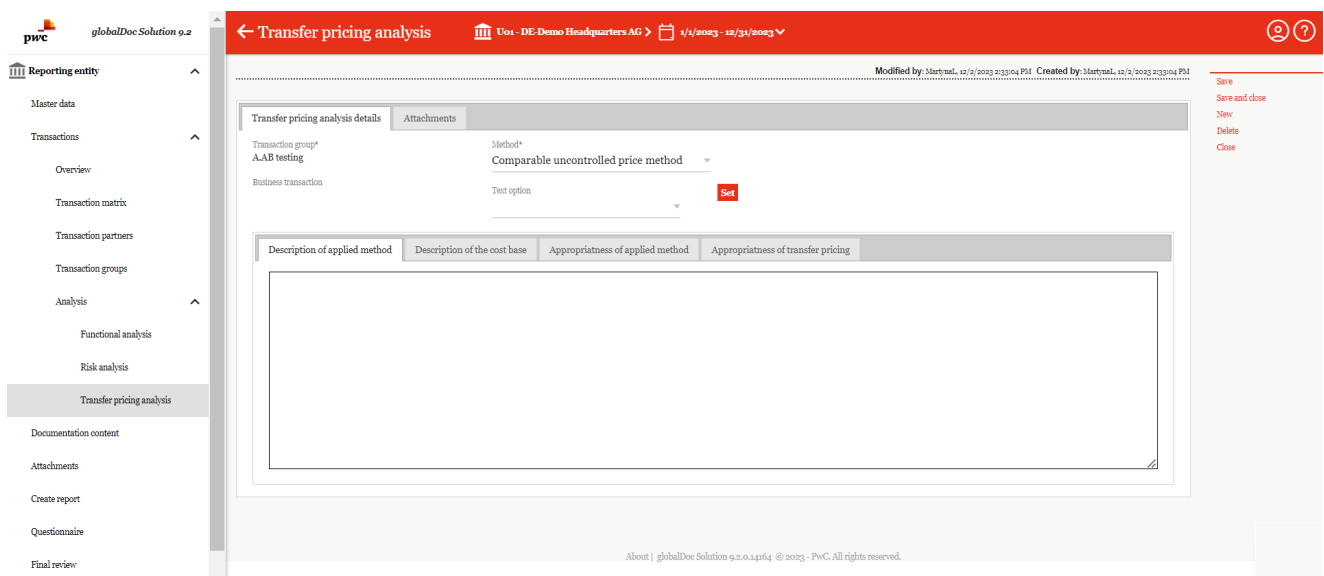 pwc
globalDoc Solution 9.2
Transfer pricing analysis
U01 - DE-Demo Headquarters AG
1/1/2023 - 12/31/2023
Reporting entity
Master data
Transactions
Overview
Transaction matrix
Transaction partners
Transaction groups
Analysis
Functional analysis
Risk analysis
Transfer pricing analysis
Documentation content
Attachments
Create report
Questionnaire
Final review
Modified by: MartynaL, 12/2/2023 2:33:04 PM Created by: MartynaL, 12/2/2023 2:33:04 PM
Transfer pricing analysis details
Attachments
Transaction group*
A.AB testing
Method*
Comparable uncontrolled price method
Business transaction
Text option
Set
Description of applied method
Description of the cost base
Appropriatness of applied method
Appropriatness of transfer pricing
Save
Save and close
New
Delete
Close
About | globalDoc Solution 9.2.0.14164 © 2023 - PwC. All rights reserved.